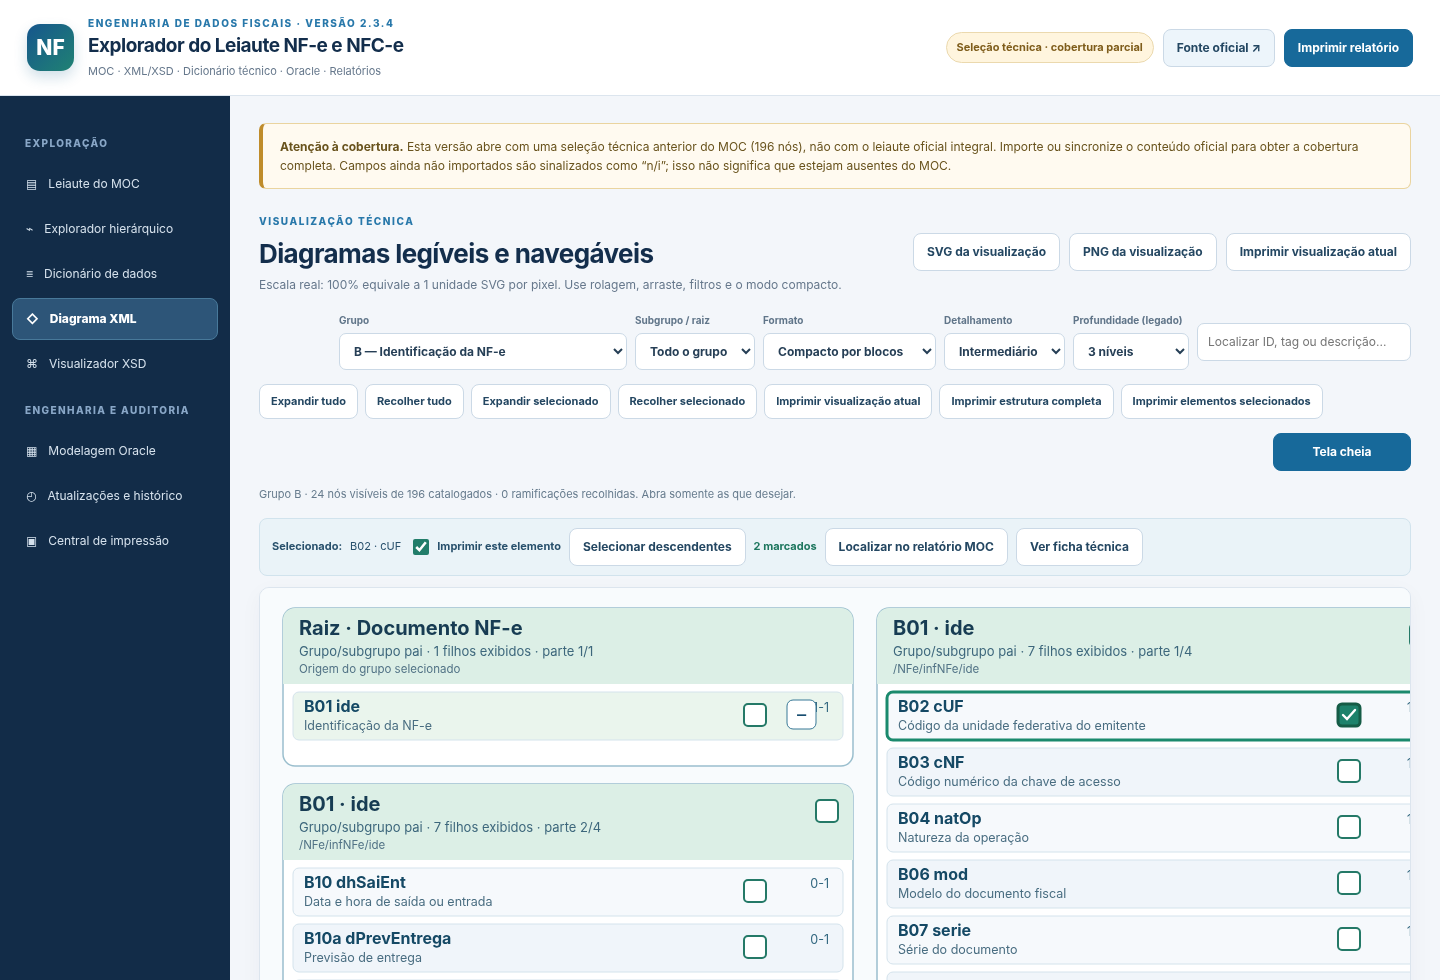 NF
ENGENHARIA DE DADOS FISCAIS · VERSÃO 2.3.4
Explorador do Leiaute NF-e e NFC-e
MOC · XML/XSD · Dicionário técnico · Oracle · Relatórios
Seleção técnica · cobertura parcial
Fonte oficial ↗
Imprimir relatório
EXPLORAÇÃO
Leiaute do MOC
Explorador hierárquico
Dicionário de dados
Diagrama XML
Visualizador XSD
ENGENHARIA E AUDITORIA
Modelagem Oracle
Atualizações e histórico
Central de impressão
Atenção à cobertura. Esta versão abre com uma seleção técnica anterior do MOC (196 nós), não com o leiaute oficial integral. Importe ou sincronize o conteúdo oficial para obter a cobertura
completa. Campos ainda não importados são sinalizados como “n/i”; isso não significa que estejam ausentes do MOC.
VISUALIZAÇÃO TÉCNICA
Diagramas legíveis e navegáveis
Escala real: 100% equivale a 1 unidade SVG por pixel. Use rolagem, arraste, filtros e o modo compacto.
SVG da visualização
PNG da visualização
Imprimir visualização atual
Grupo
B — Identificação da NF-e
Subgrupo / raiz
Todo o grupo
Formato
Compacto por blocos
Detalhamento
Intermediário
Profundidade (legado)
3 níveis
Localizar ID, tag ou descrição...
Expandir tudo
Recolher tudo
Expandir selecionado
Recolher selecionado
Imprimir visualização atual
Imprimir estrutura completa
Imprimir elementos selecionados
Tela cheia
Grupo B · 24 nós visíveis de 196 catalogados · 0 ramificações recolhidas. Abra somente as que desejar.
Selecionado: B02 · cUF
Imprimir este elemento
Selecionar descendentes
2 marcados
Localizar no relatório MOC
Ver ficha técnica
Raiz · Documento NF-e
Grupo/subgrupo pai · 1 filhos exibidos · parte 1/1
Origem do grupo selecionado
B01 ide
Identificação da NF-e
−
1-1
B01 · ide
Grupo/subgrupo pai · 7 filhos exibidos · parte 2/4
/NFe/infNFe/ide
B10 dhSaiEnt
Data e hora de saída ou entrada
0-1
B10a dPrevEntrega
Previsão de entrega
0-1
B01 · ide
Grupo/subgrupo pai · 7 filhos exibidos · parte 1/4
/NFe/infNFe/ide
B02 cUF
Código da unidade federativa do emitente
B03 cNF
Código numérico da chave de acesso
B04 natOp
Natureza da operação
B06 mod
Modelo do documento fiscal
B07 serie
Série do documento